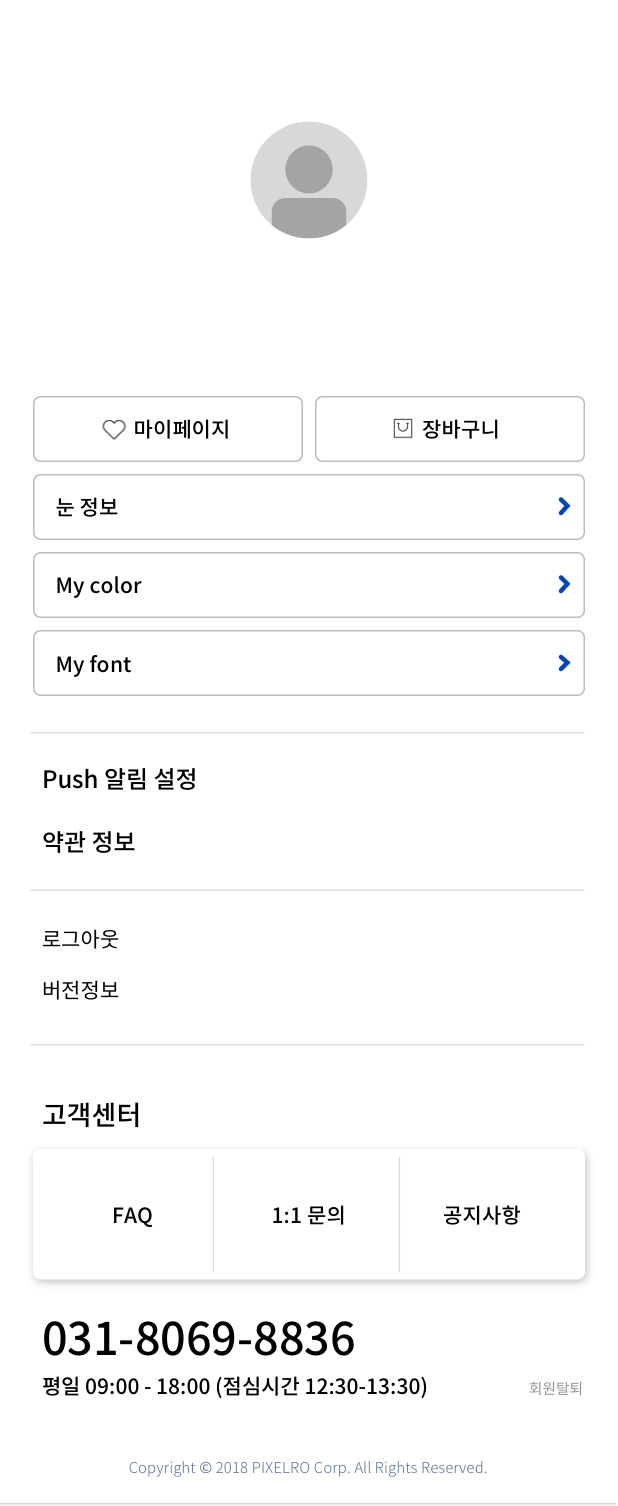 마이페이지 장바구니
눈 정보
My color
My font
Push 알림 설정
약관 정보
로그아웃
버전정보
고객센터
FAQ 1:1 문의 공지사항
031-8069-8836
평일 09:00 - 18:00 (점심시간 12:30-13:30) 회원탈퇴
Copyright © 2018 PIXELRO Corp. All Rights Reserved.